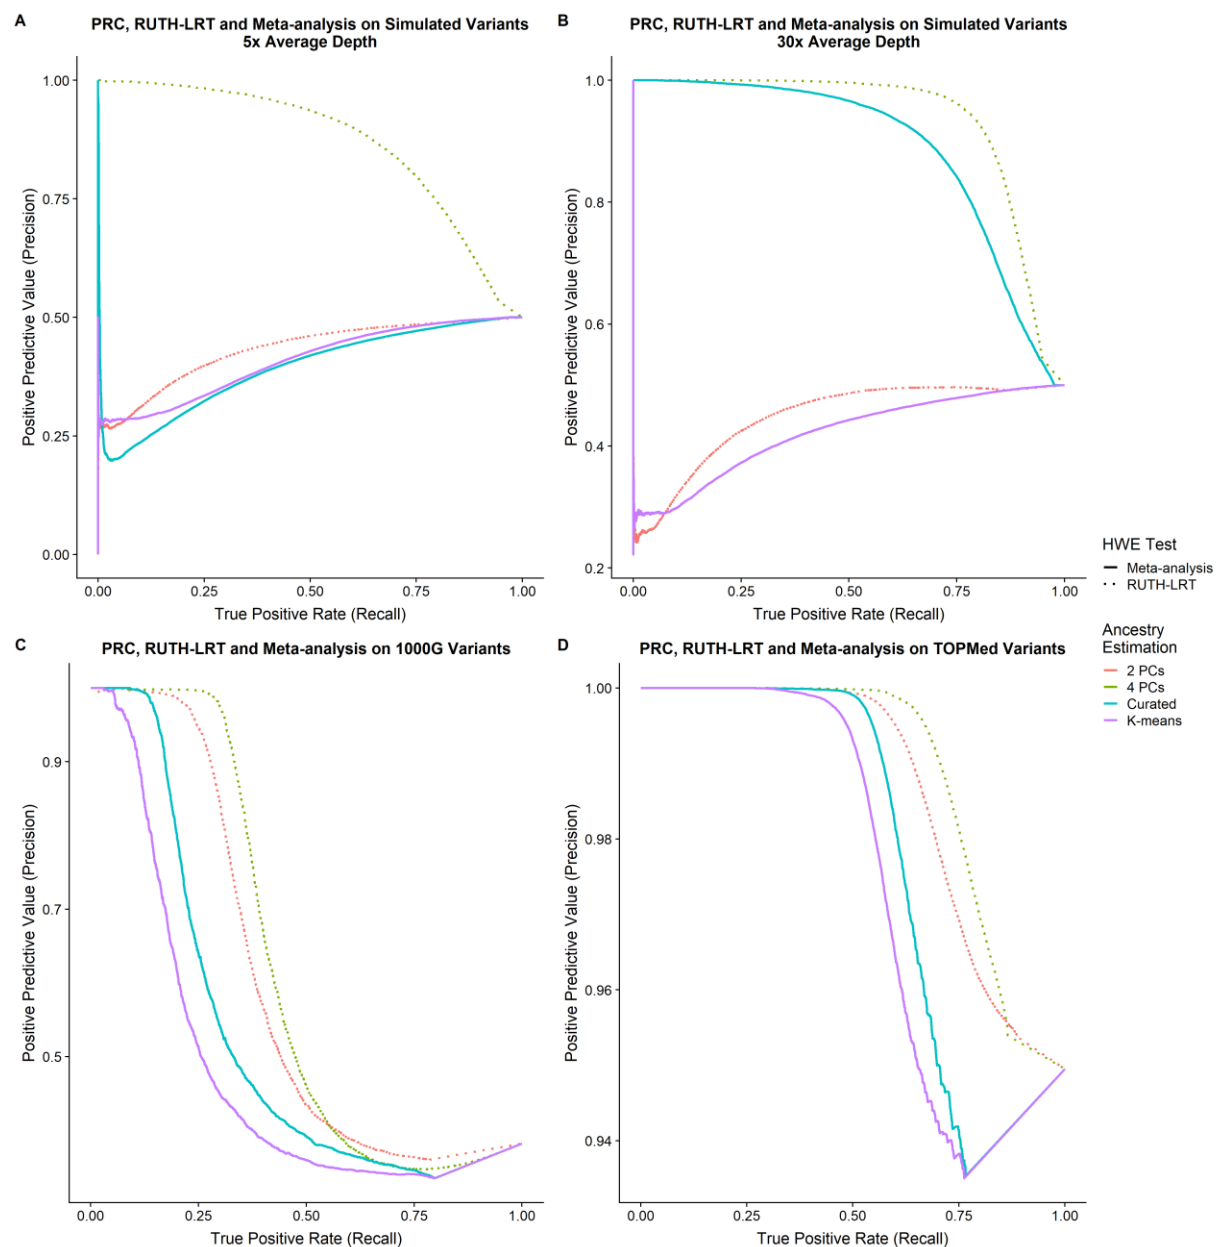 A
PRC, RUTH-LRT and Meta-analysis on Simulated Variants
5x Average Depth
Positive Predictive Value (Precision)
1.00
0.75
0.50
0.25
0.00
0.00 0.25 0.50 0.75 1.00
True Positive Rate (Recall)
B
PRC, RUTH-LRT and Meta-analysis on Simulated Variants
30x Average Depth
Positive Predictive Value (Precision)
1.0
0.8
0.6
0.4
0.2
0.00 0.25 0.50 0.75 1.00
True Positive Rate (Recall)
HWE Test
Meta-analysis
RUTH-LRT
Ancestry
Estimation
2 PCs
4 PCs
Curated
K-means
C
PRC, RUTH-LRT and Meta-analysis on 1000G Variants
Positive Predictive Value (Precision)
0.9
0.7
0.5
0.00 0.25 0.50 0.75 1.00
True Positive Rate (Recall)
D
PRC, RUTH-LRT and Meta-analysis on TOPMed Variants
Positive Predictive Value (Precision)
1.00
0.98
0.96
0.94
0.00 0.25 0.50 0.75 1.00
True Positive Rate (Recall)